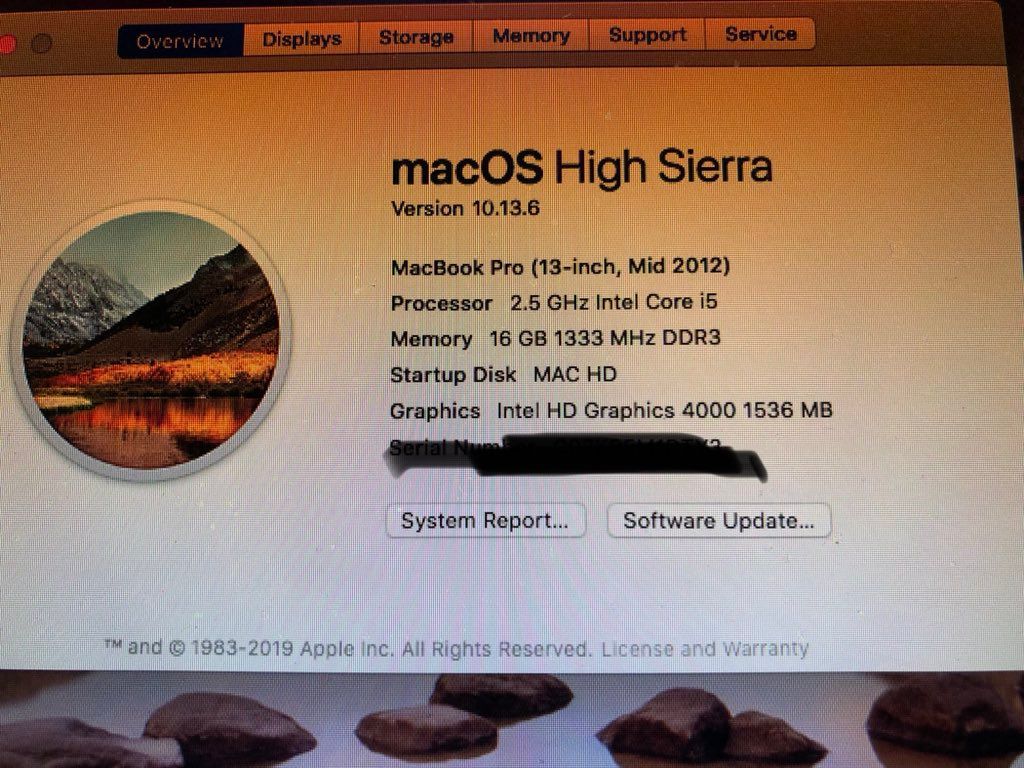 Overview Displays Storage Memory Support Service
macOS High Sierra
Version 10.13.6
MacBook Pro (13-inch, Mid 2012)
Processor 2.5 GHz Intel Core i5
Memory 16 GB 1333 MHz DDR3
Startup Disk MAC HD
Graphics Intel HD Graphics 4000 1536 MB
Serial
System Report... Software Update...
™ and © 1983-2019 Apple Inc. All Rights Reserved. License and Warranty